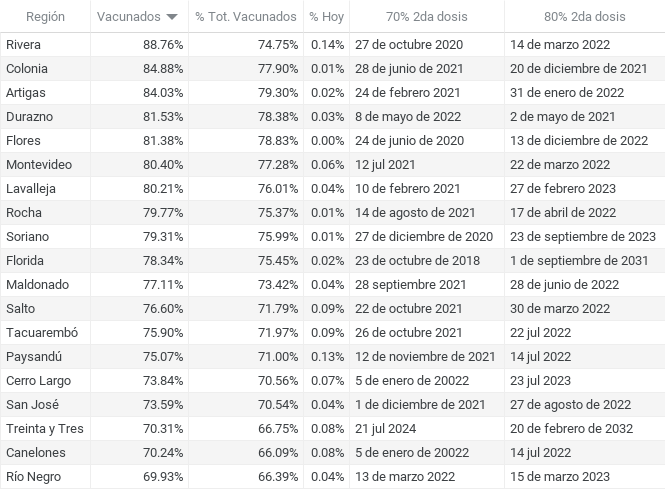 Región Vacunados % Tot. Vacunados % Hoy 70% 2da dosis 80% 2da dosis
Rivera 88.76% 74.75% 0.14% 27 de octubre 2020 14 de marzo 2022
Colonia 84.88% 77.90% 0.01% 28 de junio de 2021 20 de diciembre de 2021
Artigas 84.03% 79.30% 0.02% 24 de febrero 2021 31 de enero de 2022
Durazno 81.53% 78.38% 0.03% 8 de mayo de 2022 2 de mayo de 2021
Flores 81.38% 78.83% 0.00% 24 de junio de 2020 13 de diciembre de 2022
Montevideo 80.40% 77.28% 0.06% 12 jul 2021 22 de marzo 2022
Lavalleja 80.21% 76.01% 0.04% 10 de febrero 2021 27 de febrero 2023
Rocha 79.77% 75.37% 0.01% 14 de agosto de 2021 17 de abril de 2022
Soriano 79.31% 75.99% 0.01% 27 de diciembre de 2020 23 de septiembre de 2023
Florida 78.34% 75.45% 0.02% 23 de octubre de 2018 1 de septiembre de 2031
Maldonado 77.11% 73.42% 0.04% 28 septiembre 2021 28 de junio de 2022
Salto 76.60% 71.79% 0.09% 22 de octubre 2021 30 de marzo 2022
Tacuarembó 75.90% 71.97% 0.09% 26 de octubre 2021 22 jul 2022
Paysandú 75.07% 71.00% 0.13% 12 de noviembre de 2021 14 jul 2022
Cerro Largo 73.84% 70.56% 0.07% 5 de enero de 20022 23 jul 2023
San José 73.59% 70.54% 0.04% 1 de diciembre de 2021 27 de agosto de 2022
Treinta y Tres 70.31% 66.75% 0.08% 21 jul 2024 20 de febrero de 2032
Canelones 70.24% 66.09% 0.08% 5 de enero de 20022 14 jul 2022
Río Negro 69.93% 66.39% 0.04% 13 de marzo 2022 15 de marzo 2023